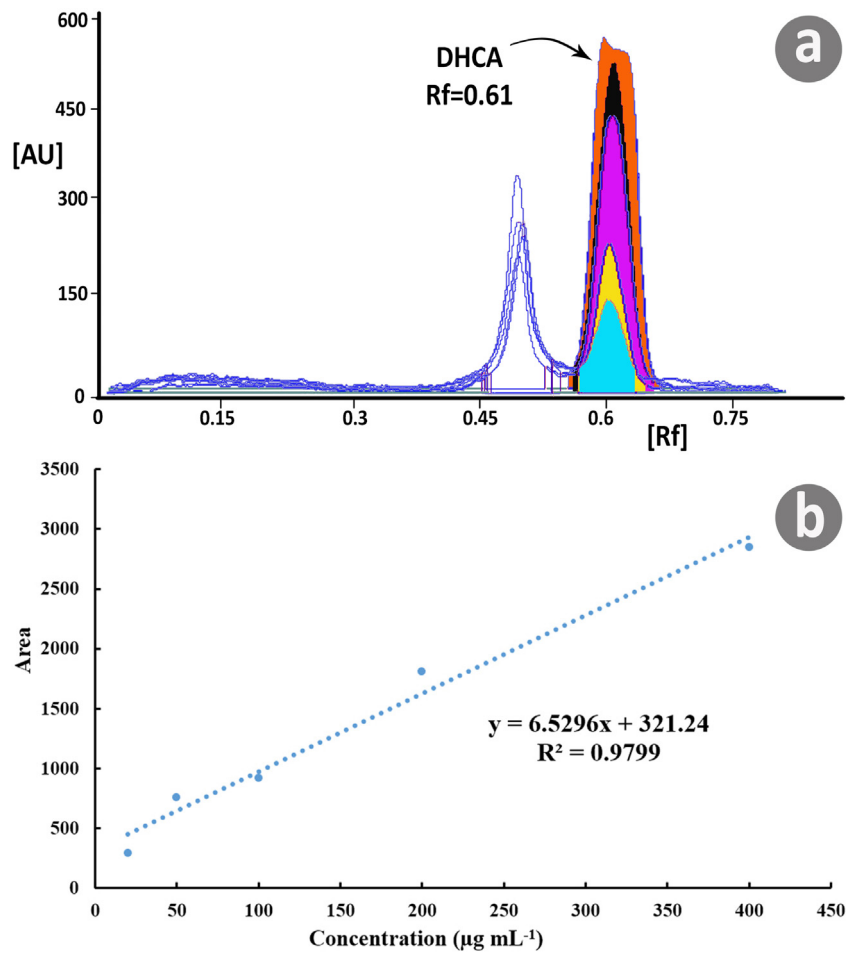 a
600
450
300
150
0
[AU]
DHCA
Rf=0.61
0 0.15 0.3 0.45 0.6 0.75
[Rf]
b
3500
3000
2500
2000
1500
1000
500
0
Area
y = 6.5296x + 321.24
R² = 0.9799
0 50 100 150 200 250 300 350 400 450
Concentration (µg mL⁻¹)